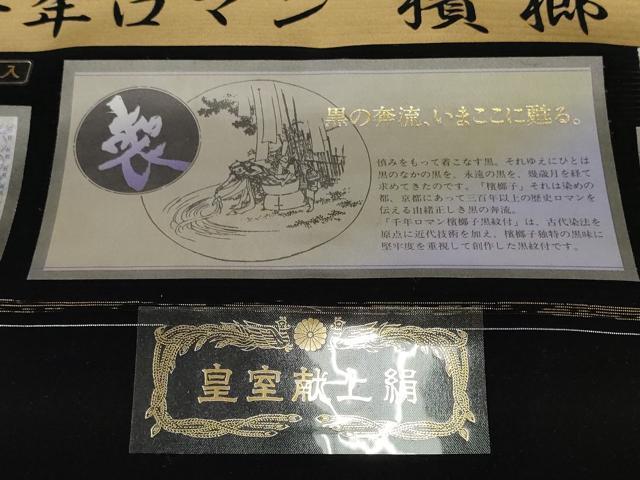 千年ロマン 檳榔
入
製
黒の奔流、いまここに甦る。
慎みをもって着こなす黒。それゆえにひとは
黒のなかの黒を、永遠の黒を、幾歳月を経て
求めてきたのです。「檳榔子」それは染めの
都、京都にあって三百年以上の歴史ロマンを
伝える由緒正しき黒の奔流。
「千年ロマン檳榔子黒紋付」は、古代染法を
原点に近代技術を加え、檳榔子独特の黒味に
堅牢度を重視して創作した黒紋付です。
皇室献上絹